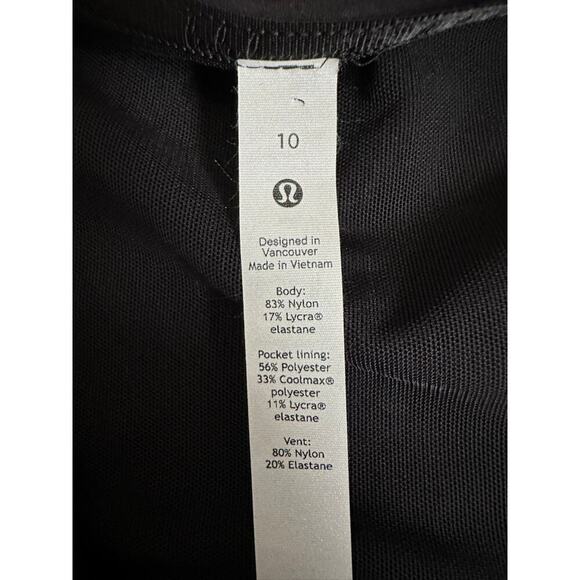 10
Designed in
Vancouver
Made in Vietnam
Body:
83% Nylon
17% Lycra®
elastane
Pocket lining:
56% Polyester
33% Coolmax®
polyester
11% Lycra®
elastane
Vent:
80% Nylon
20% Elastane